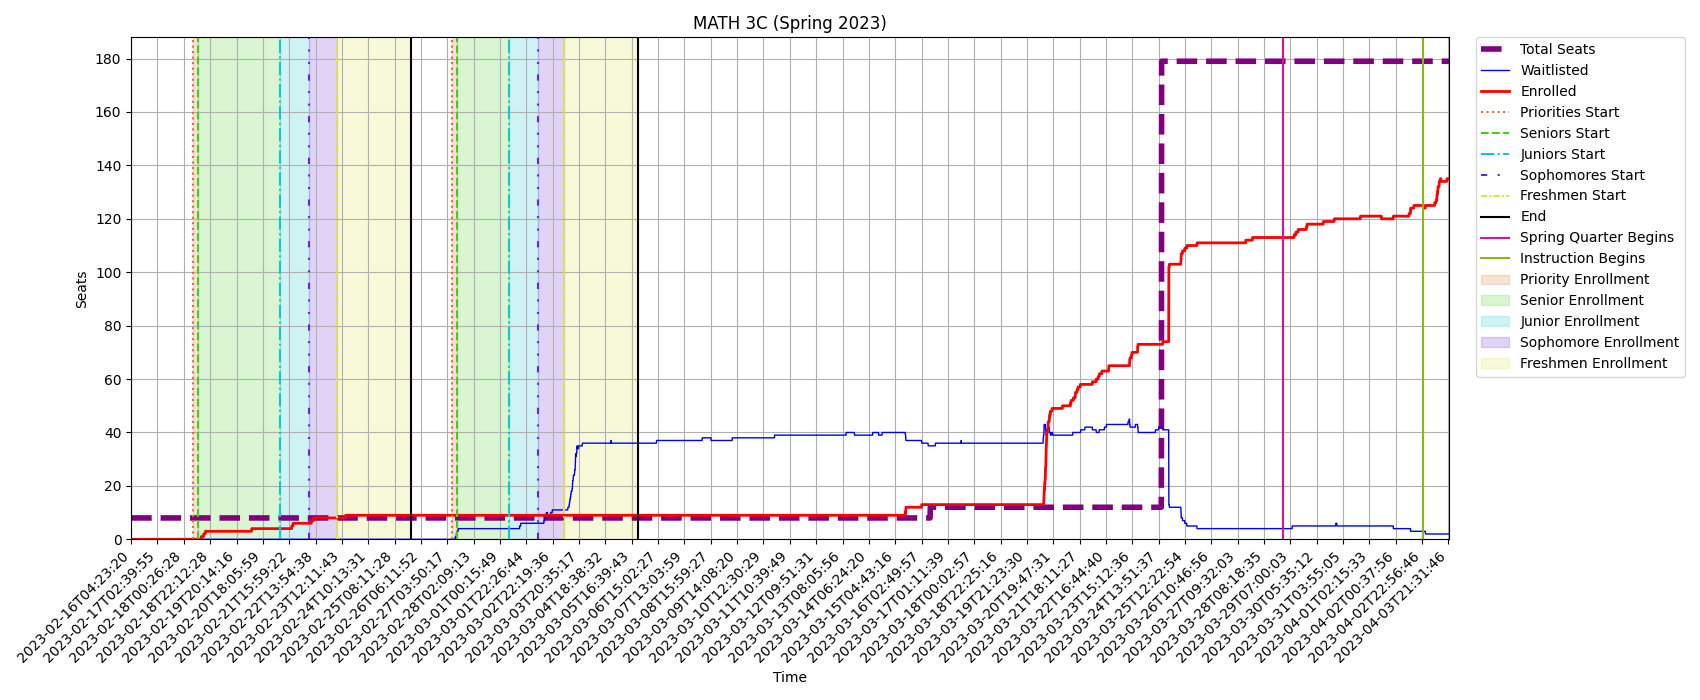 MATH 3C (Spring 2023)
Seats
180
160
140
120
100
80
60
40
20
0
2023-02-16T04:23:20
2023-02-17T02:39:55
2023-02-18T00:26:28
2023-02-18T22:12:28
2023-02-19T20:14:16
2023-02-20T18:05:59
2023-02-21T15:59:22
2023-02-22T13:54:38
2023-02-23T12:11:43
2023-02-24T10:13:31
2023-02-25T08:11:28
2023-02-26T06:11:52
2023-02-27T03:50:17
2023-02-28T02:09:13
2023-03-01T00:15:49
2023-03-01T22:26:44
2023-03-02T22:19:36
2023-03-03T20:35:17
2023-03-04T18:38:32
2023-03-05T16:39:43
2023-03-06T15:02:27
2023-03-07T13:03:59
2023-03-08T15:59:27
2023-03-09T14:08:20
2023-03-10T12:30:29
2023-03-11T10:39:49
2023-03-12T09:51:31
2023-03-13T08:05:56
2023-03-14T06:24:20
2023-03-15T04:43:16
2023-03-16T02:49:57
2023-03-17T01:11:39
2023-03-18T00:02:57
2023-03-18T22:25:16
2023-03-19T21:23:30
2023-03-20T19:47:31
2023-03-21T18:11:27
2023-03-22T16:44:40
2023-03-23T15:12:36
2023-03-24T13:51:37
2023-03-25T12:22:54
2023-03-26T10:46:56
2023-03-27T09:32:03
2023-03-28T08:18:35
2023-03-29T07:00:03
2023-03-30T05:35:12
2023-03-31T03:55:05
2023-04-01T02:15:33
2023-04-02T00:37:56
2023-04-02T22:56:46
2023-04-03T21:31:46
Time
Total Seats
Waitlisted
Enrolled
Priorities Start
Seniors Start
Juniors Start
Sophomores Start
Freshmen Start
End
Spring Quarter Begins
Instruction Begins
Priority Enrollment
Senior Enrollment
Junior Enrollment
Sophomore Enrollment
Freshmen Enrollment